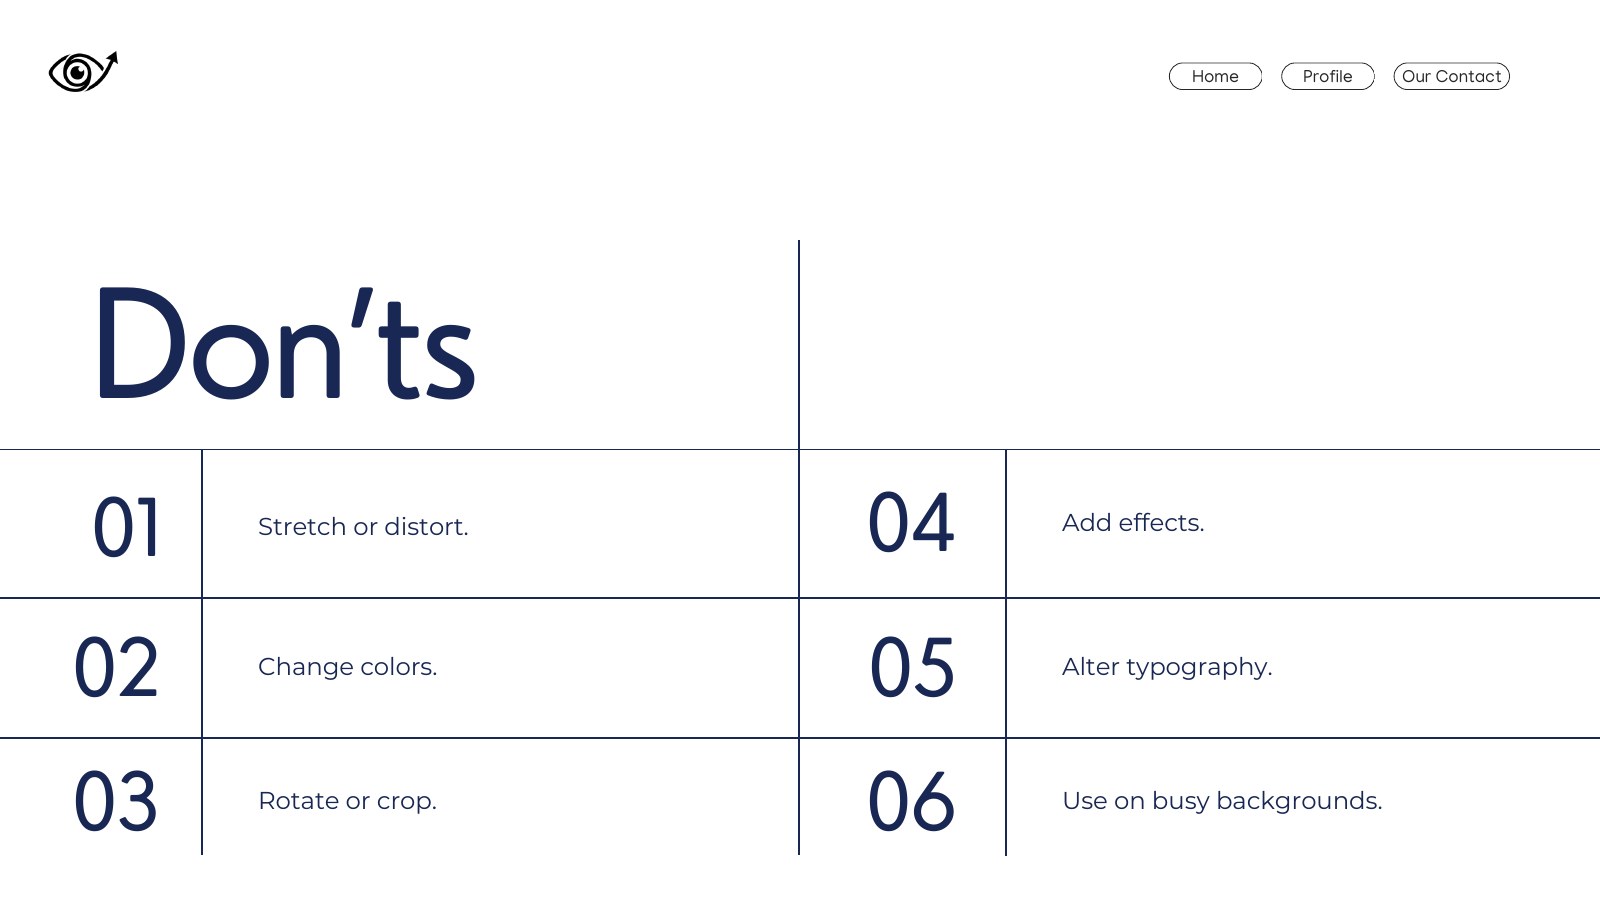 Home
Profile
Our Contact
Don’ts
01
Stretch or distort.
02
Change colors.
03
Rotate or crop.
04
Add effects.
05
Alter typography.
06
Use on busy backgrounds.